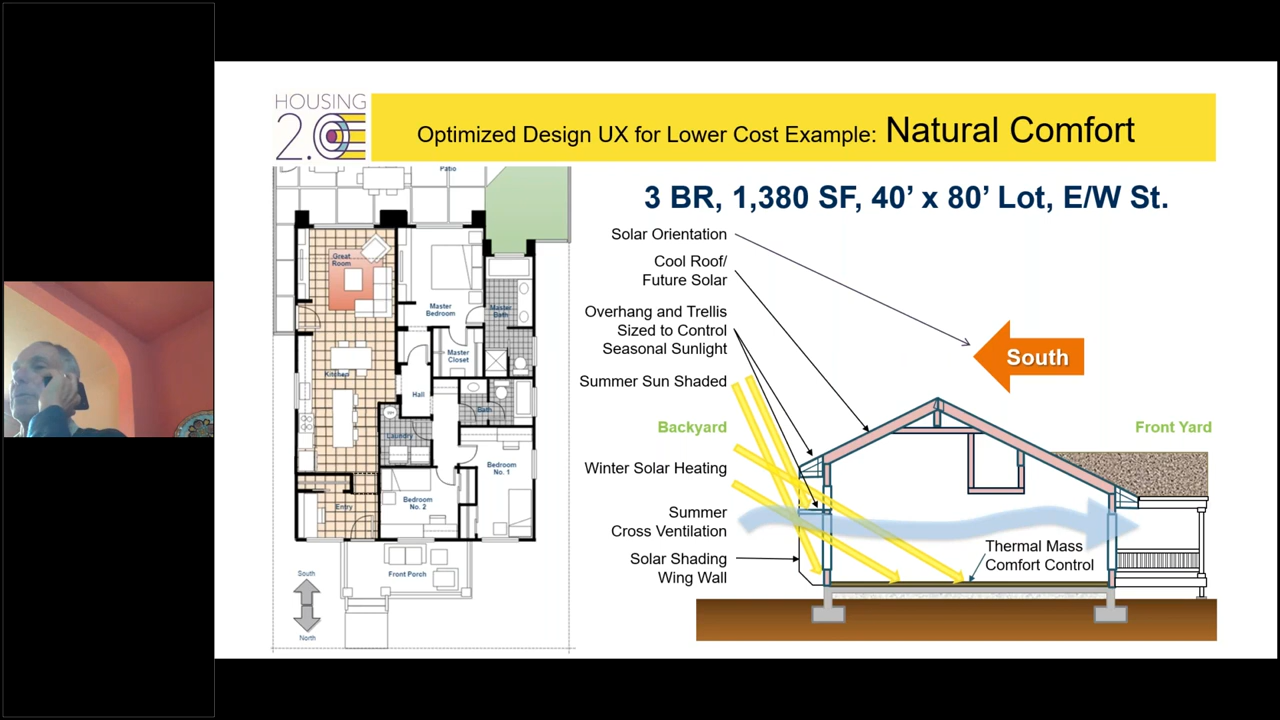 HOUSING
2.0
Optimized Design UX for Lower Cost Example: Natural Comfort
3 BR, 1,380 SF, 40’ x 80’ Lot, E/W St.
Patio
Great
Room
Master
Bedroom
Master
Bath
Master
Closet
Kitchen
Hall
Bath
Laundry
Bedroom
No. 1
Bedroom
No. 2
Entry
Front Porch
South
North
Solar Orientation
Cool Roof/
Future Solar
Overhang and Trellis
Sized to Control
Seasonal Sunlight
Summer Sun Shaded
Backyard
Winter Solar Heating
Summer
Cross Ventilation
Solar Shading
Wing Wall
South
Front Yard
Thermal Mass
Comfort Control